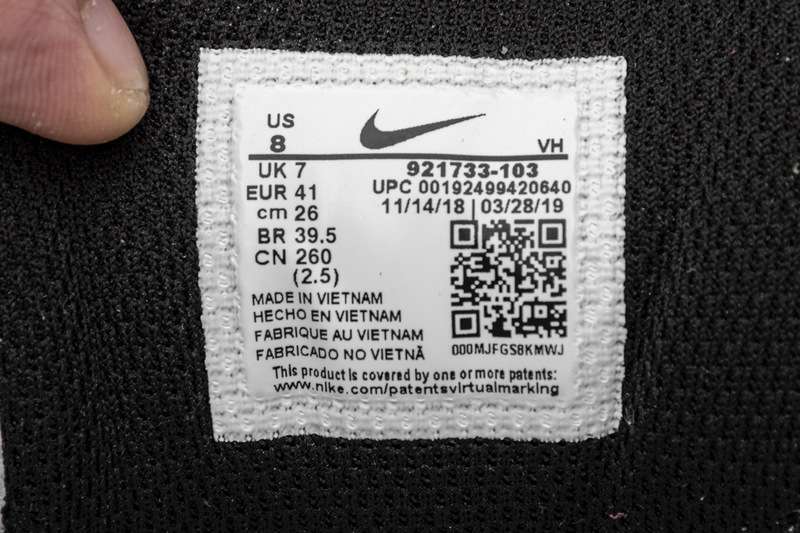 US
8
VH
UK 7
921733-103
EUR 41
UPC 00192499420640
cm 26
11/14/18 | 03/28/19
BR 39.5
CN 260
(2.5)
MADE IN VIETNAM
HECHO EN VIETNAM
FABRIQUE AU VIETNAM
FABRICADO NO VIETNÃ
000MJFGS8KMWJ
This product is covered by one or more patents:
www.nike.com/patentsvirtualmarking